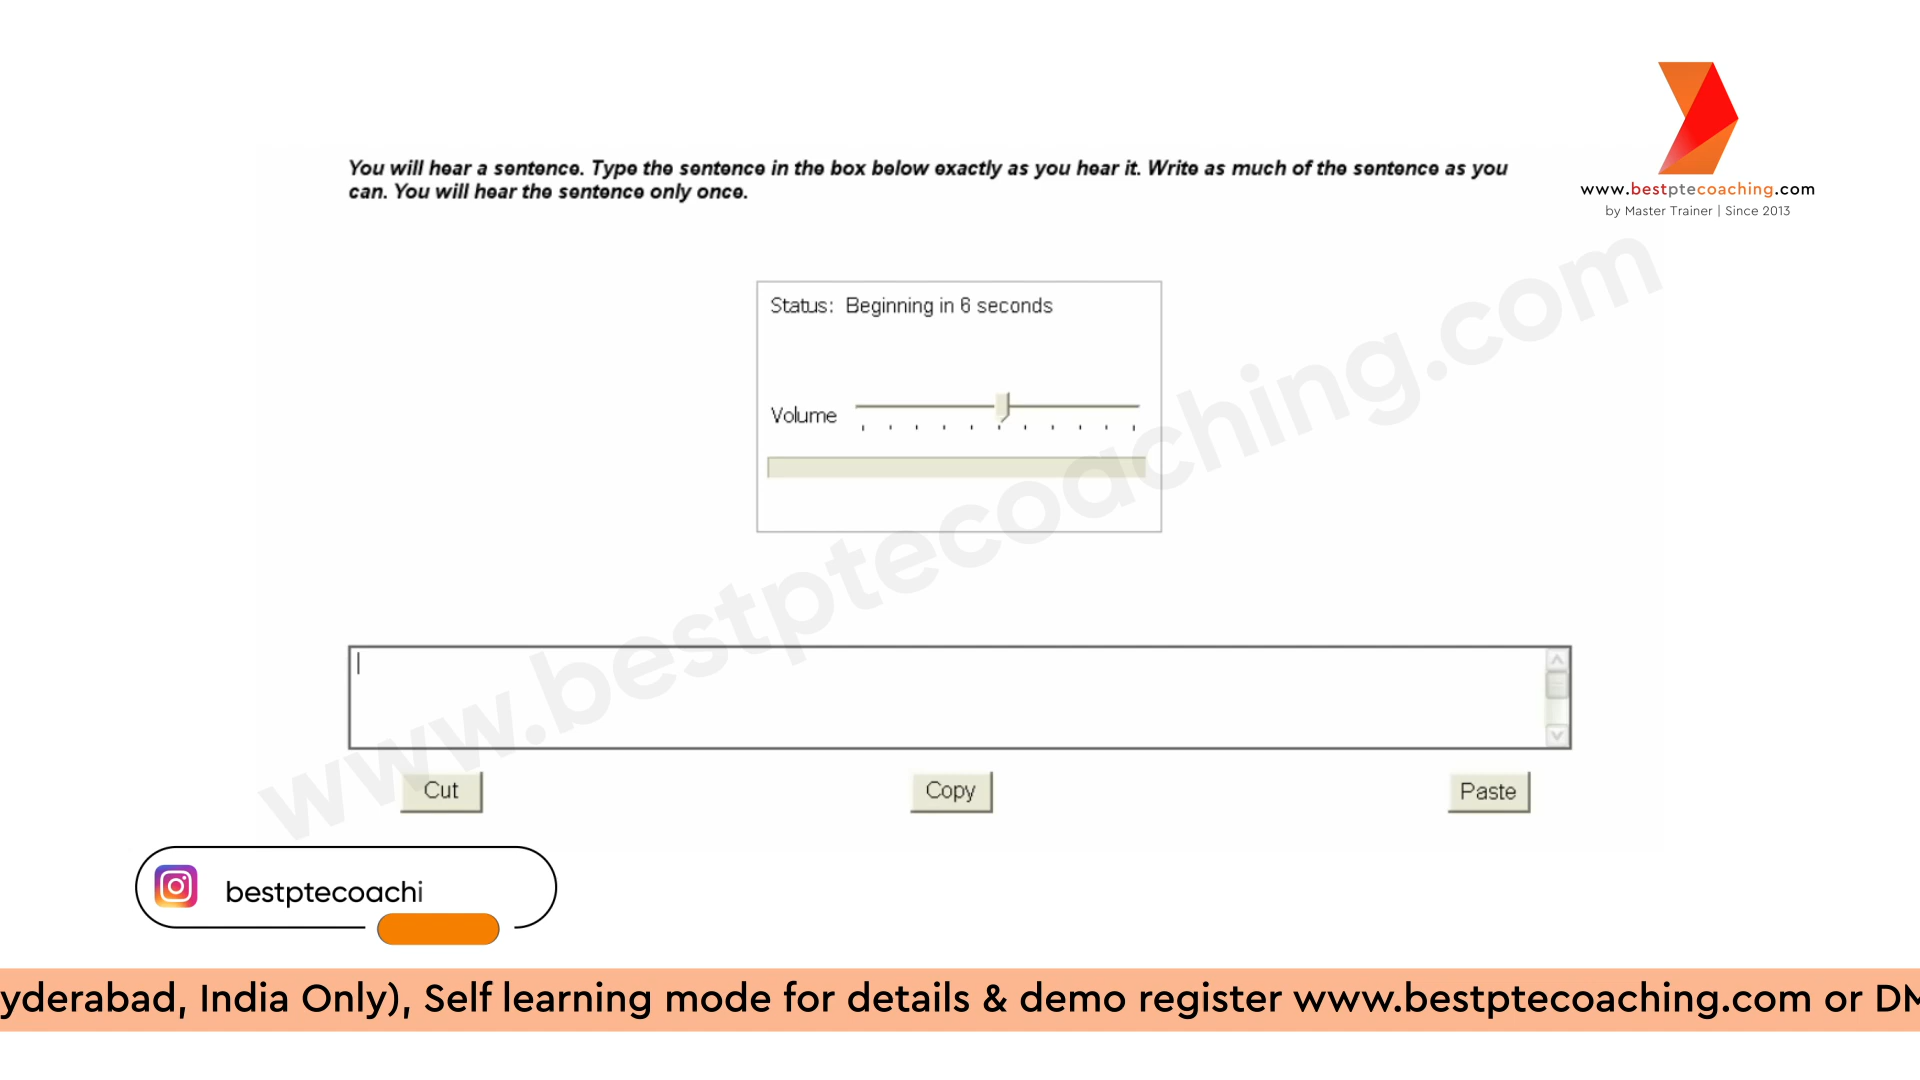 You will hear a sentence. Type the sentence in the box below exactly as you hear it. Write as much of the sentence as you
can. You will hear the sentence only once.
www.bestptecoaching.com
by Master Trainer | Since 2013
Status: Beginning in 6 seconds
Volume
www.bestptecoaching.com
Cut
Copy
Paste
bestptecoachi
yderabad, India Only), Self learning mode for details & demo register www.bestptecoaching.com or DM